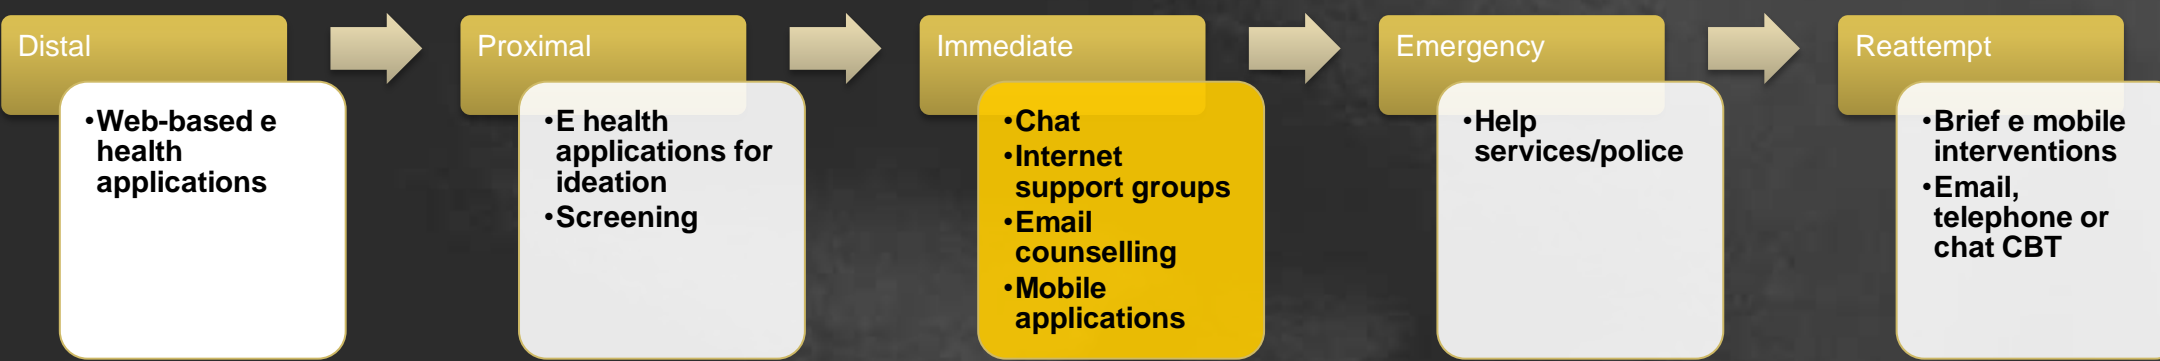 Distal
•Web-based e
health
applications
Proximal
•E health
applications for
ideation
•Screening
Immediate
•Chat
•Internet
support groups
•Email
counselling
•Mobile
applications
Emergency
•Help
services/police
Reattempt
•Brief e mobile
interventions
•Email,
telephone or
chat CBT